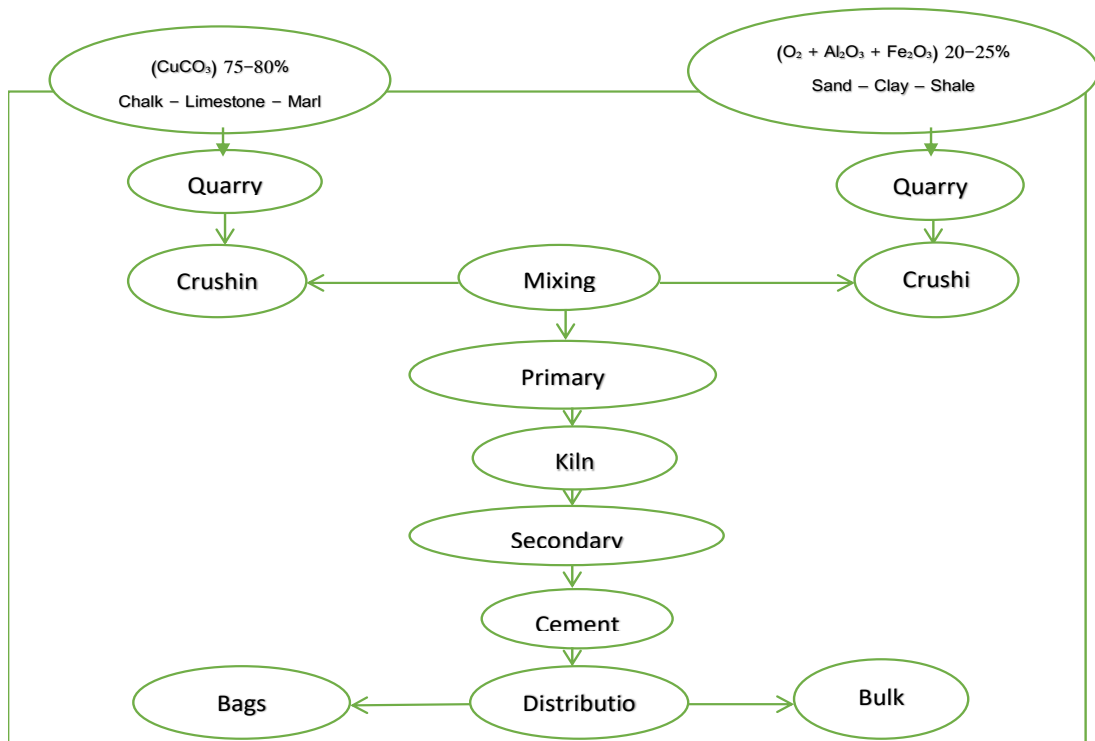 (CuCO₃) 75–80%
Chalk – Limestone – Marl
(O₂ + Al₂O₃ + Fe₂O₃) 20–25%
Sand – Clay – Shale
Quarry
Quarry
Crushin
Mixing
Crushi
Primary
Kiln
Secondary
Cement
Bags
Distributio
Bulk